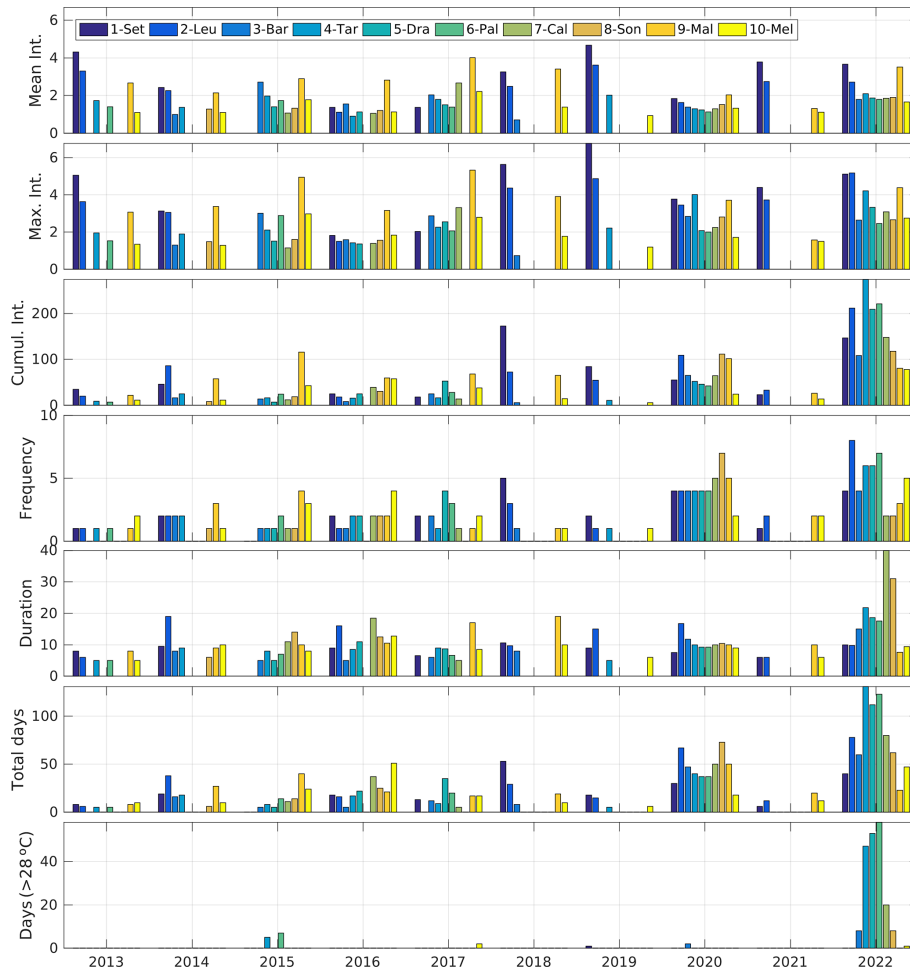 6
4
2
0
Mean Int.
1-Set 2-Leu 3-Bar 4-Tar 5-Dra 6-Pal 7-Cal 8-Son 9-Mal 10-Mel
6
4
2
0
Max. Int.
200
100
0
Cumul. Int.
10
5
0
Frequency
40
30
20
10
0
Duration
100
50
0
Total days
40
20
0
Days (>28°C)
2013 2014 2015 2016 2017 2018 2019 2020 2021 2022